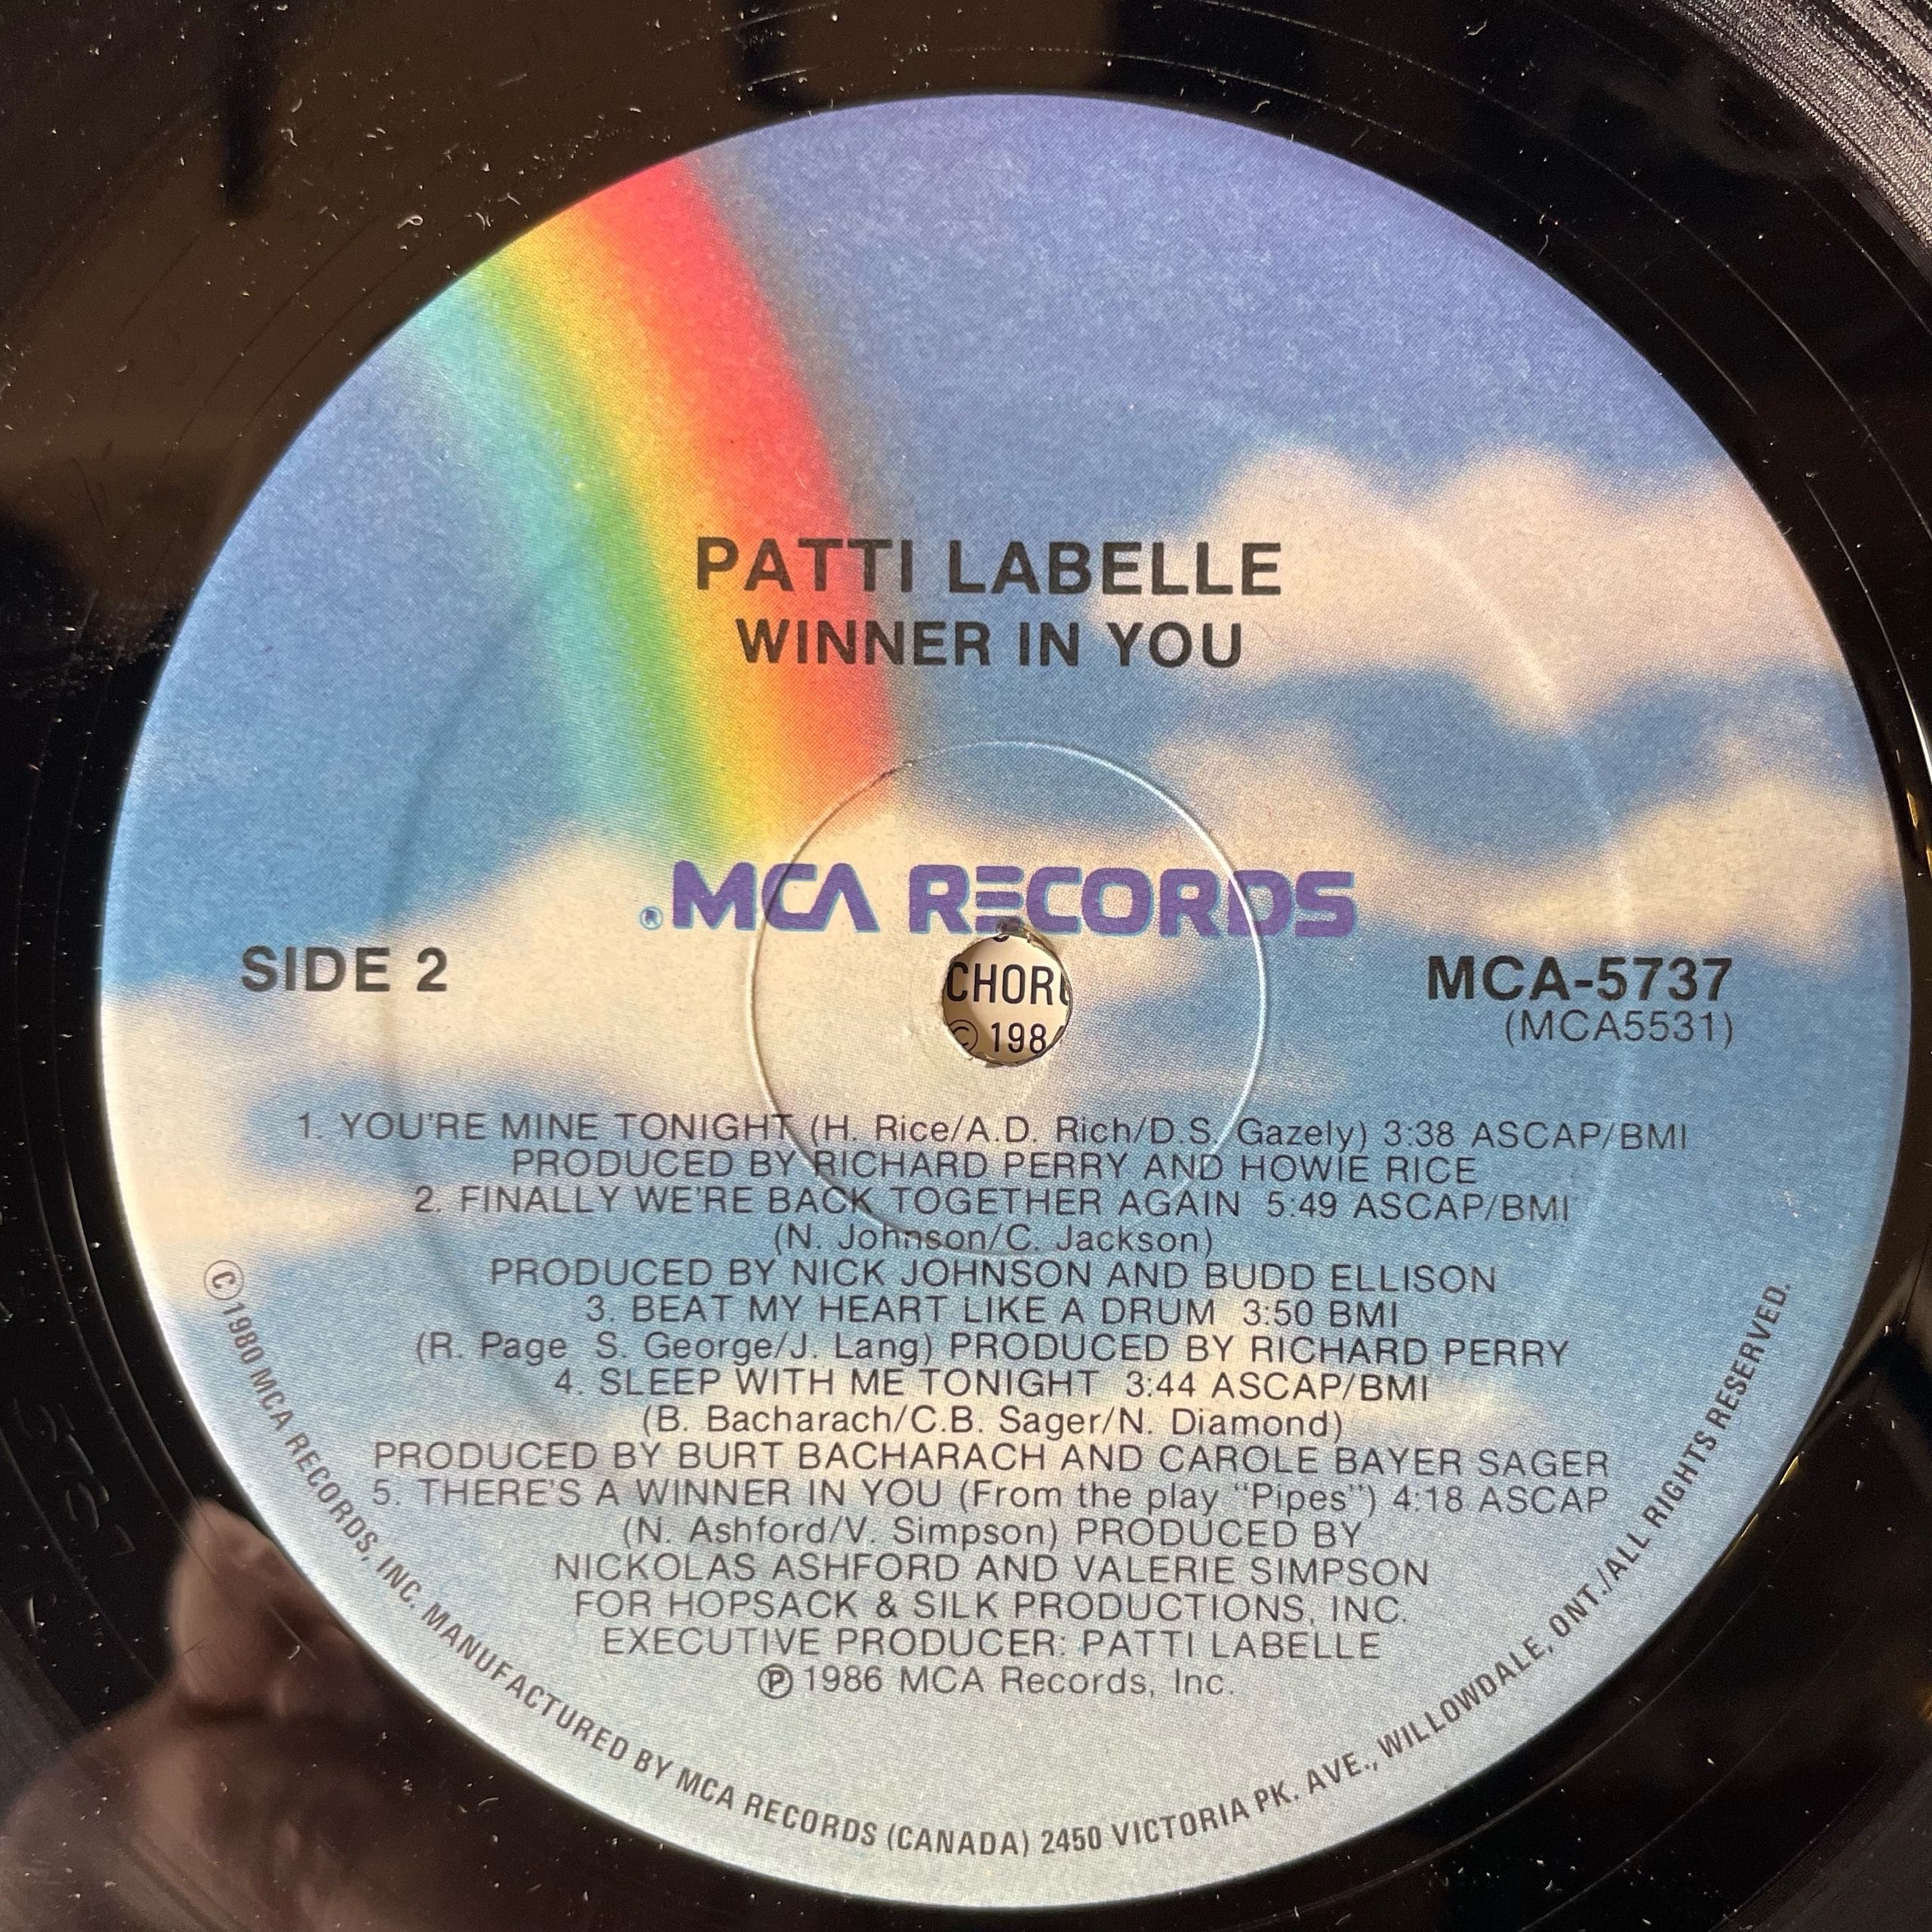 PATTI LABELLE
WINNER IN YOU
® MCA RECORDS
SIDE 2
MCA-5737
(MCA5531)
CHOR
© 198
1. YOU'RE MINE TONIGHT (H. Rice/A.D. Rich/D.S. Gazely) 3:38 ASCAP/BMI
PRODUCED BY RICHARD PERRY AND HOWIE RICE
2. FINALLY WE'RE BACK TOGETHER AGAIN 5:49 ASCAP/BMI
(N. Johnson/C. Jackson)
PRODUCED BY NICK JOHNSON AND BUDD ELLISON
3. BEAT MY HEART LIKE A DRUM 3:50 BMI
(R. Page S. George/J. Lang) PRODUCED BY RICHARD PERRY
4. SLEEP WITH ME TONIGHT 3:44 ASCAP/BMI
(B. Bacharach/C.B. Sager/N. Diamond)
PRODUCED BY BURT BACHARACH AND CAROLE BAYER SAGER
5. THERE'S A WINNER IN YOU (From the play "Pipes") 4:18 ASCAP
(N. Ashford/V. Simpson) PRODUCED BY
NICKOLAS ASHFORD AND VALERIE SIMPSON
FOR HOPSACK & SILK PRODUCTIONS, INC.
EXECUTIVE PRODUCER: PATTI LABELLE
℗ 1986 MCA Records, Inc.
©1980 MCA RECORDS, INC. MANUFACTURED BY MCA RECORDS (CANADA) 2450 VICTORIA PK. AVE., WILLOWDALE, ONT./ALL RIGHTS RESERVED.